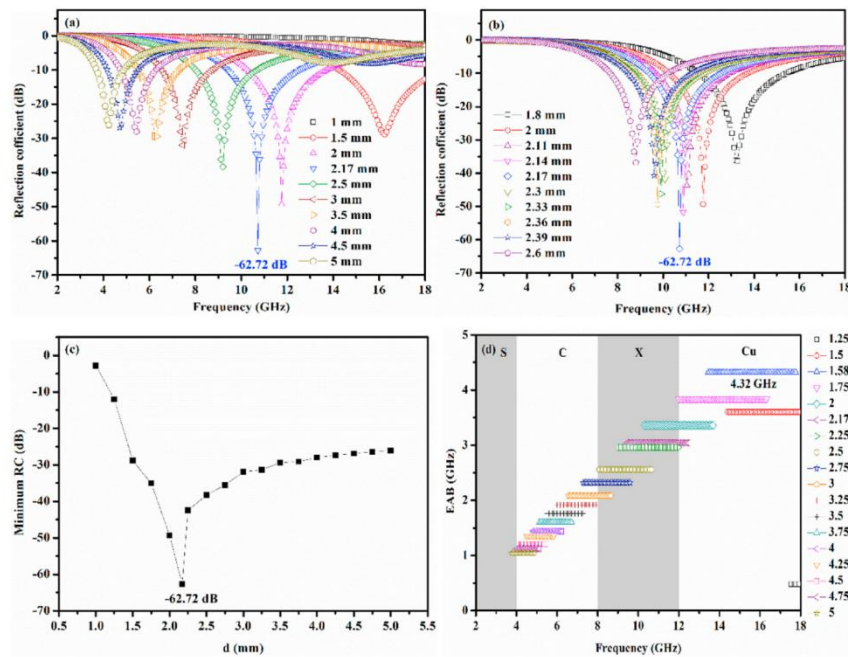 (a)
0
-10
-20
-30
-40
-50
-60
-70
Reflection cofficient (dB)
1 mm
1.5 mm
2 mm
2.17 mm
2.5 mm
3 mm
3.5 mm
4 mm
4.5 mm
5 mm
-62.72 dB
2 4 6 8 10 12 14 16 18
Frequency (GHz)
(b)
0
-10
-20
-30
-40
-50
-60
-70
Reflection cofficient (dB)
1.8 mm
2 mm
2.11 mm
2.14 mm
2.17 mm
2.3 mm
2.33 mm
2.36 mm
2.39 mm
2.6 mm
-62.72 dB
2 4 6 8 10 12 14 16 18
Frequency (GHz)
(c)
0
-10
-20
-30
-40
-50
-60
-70
Minimum RC (dB)
-62.72 dB
0.5 1.0 1.5 2.0 2.5 3.0 3.5 4.0 4.5 5.0 5.5
d (mm)
(d)
S C X Cu
5
4
3
2
1
0
EAB (GHz)
4.32 GHz
2 4 6 8 10 12 14 16 18
Frequency (GHz)
1.25
1.5
1.58
1.75
2
2.17
2.25
2.5
2.75
3
3.25
3.5
3.75
4
4.25
4.5
4.75
5